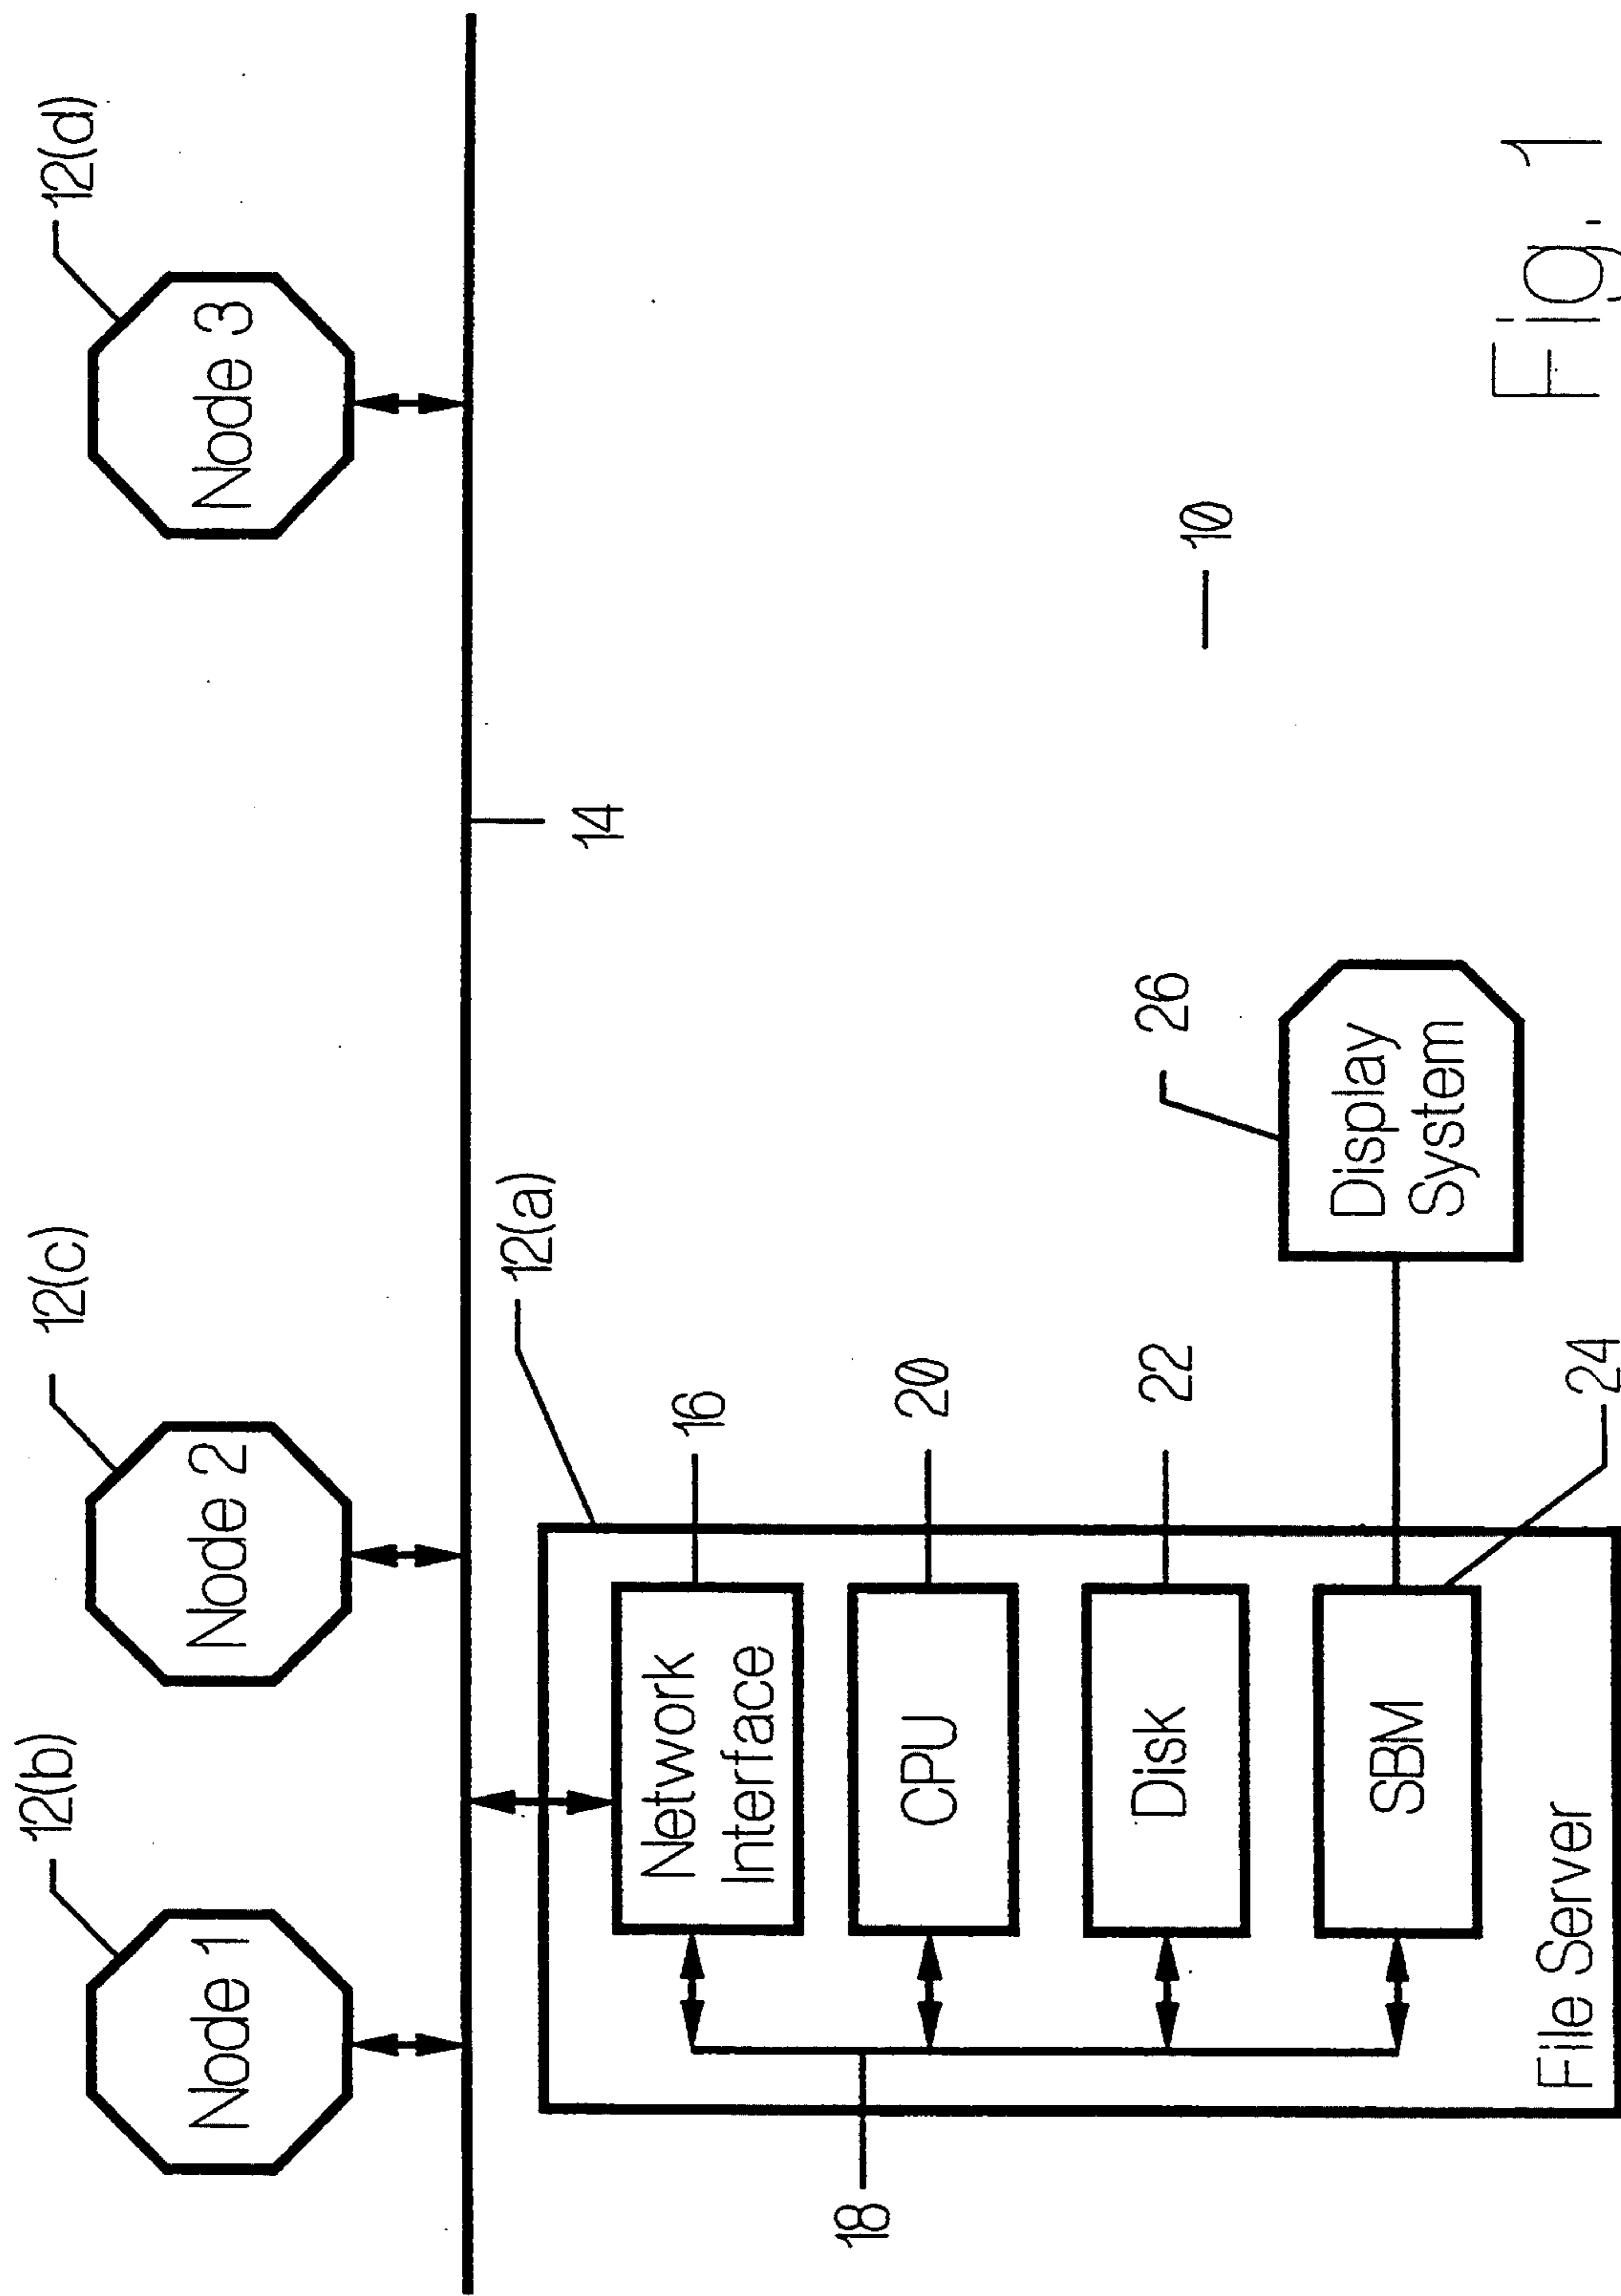 12(b)
12(c)
12(d)
Node 1
Node 2
Node 3
14
12(a)
Network
Interface
16
18
CPU
20
Disk
22
SBM
24
File Server
26
Display
System
10
Fig. 1